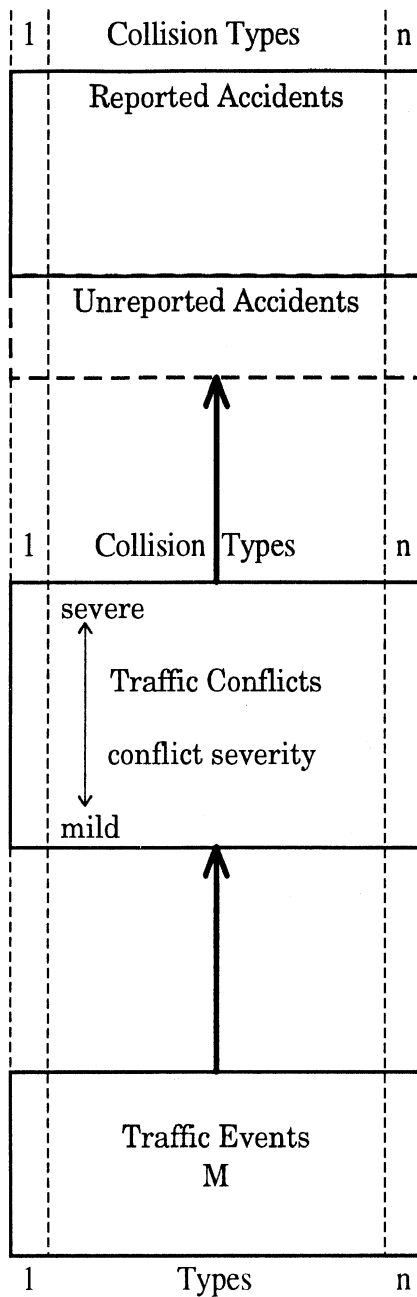 1 Collision Types n
Reported Accidents
Unreported Accidents
1 Collision Types n
severe
Traffic Conflicts
conflict severity
mild
Traffic Events
M
1 Types n